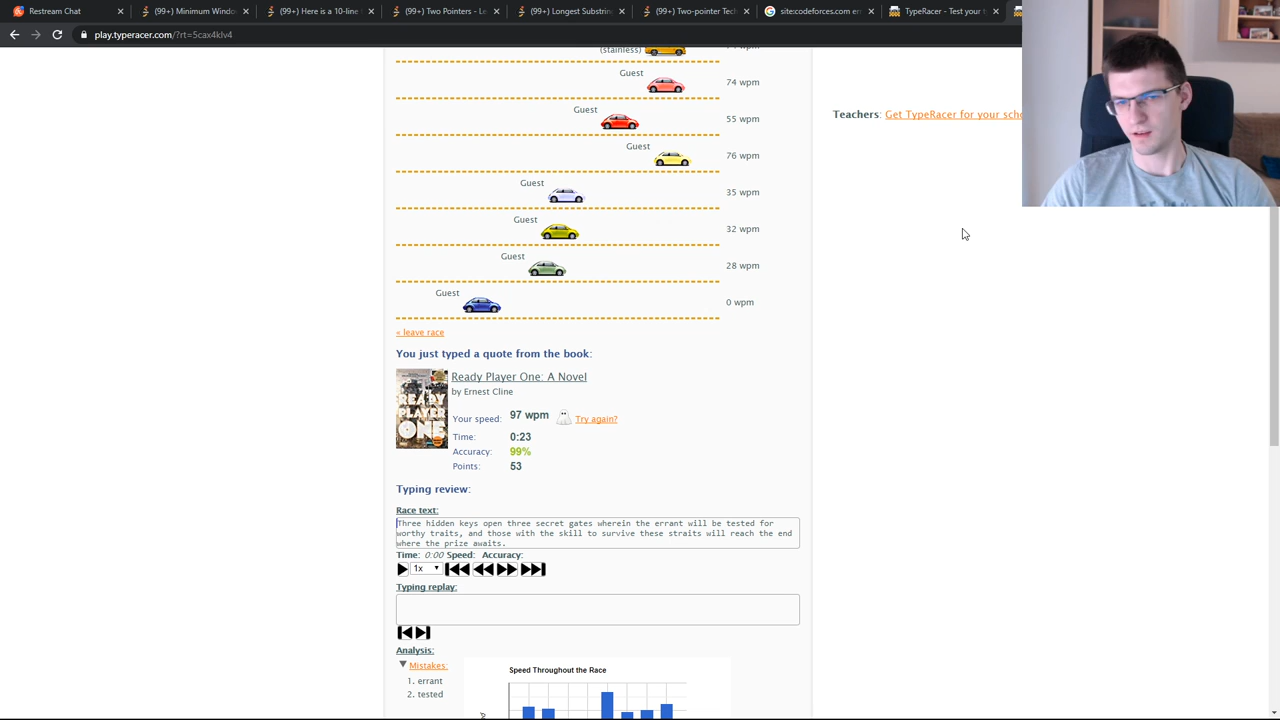 Restream Chat
(99+) Minimum Windo
(99+) Here is a 10-line
(99+) Two Pointers - Le
(99+) Longest Substrin
(99+) Two-pointer Tech
site:codeforces.com er
TypeRacer - Test your t
play.typeracer.com/?rt=5cax4klv4
(stainless)
Guest
74 wpm
Guest
55 wpm
Guest
76 wpm
Guest
35 wpm
Guest
32 wpm
Guest
28 wpm
Guest
0 wpm
« leave race
Teachers: Get TypeRacer for your scho
You just typed a quote from the book:
Ready Player One: A Novel
by Ernest Cline
READY
PLAYER
ONE
Your speed: 97 wpm Try again?
Time: 0:23
Accuracy: 99%
Points: 53
Typing review:
Race text:
Three hidden keys open three secret gates wherein the errant will be tested for
worthy traits, and those with the skill to survive these straits will reach the end
where the prize awaits.
Time: 0:00 Speed: Accuracy:
1x
Typing replay:
Analysis:
Mistakes:
1. errant
2. tested
Speed Throughout the Race